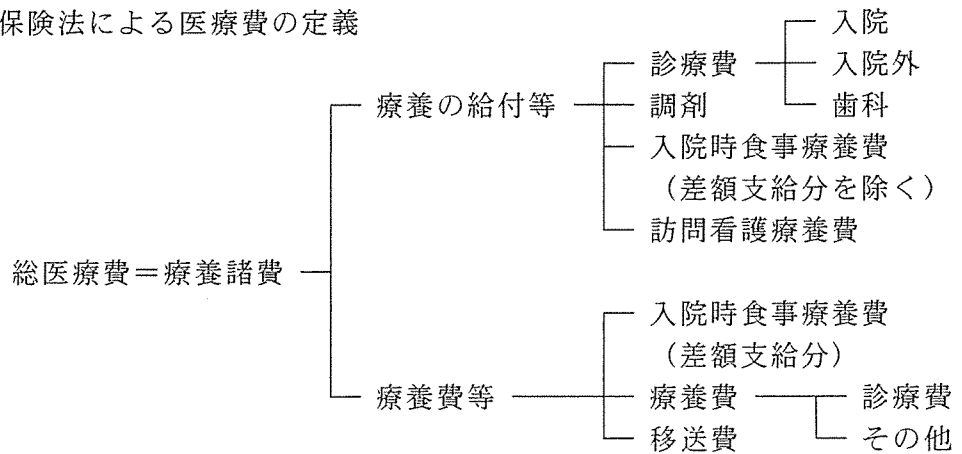 保険法による医療費の定義
入院
診療費
入院外
療養の給付等
調剤
歯科
入院時食事療養費
（差額支給分を除く）
訪問看護療養費
総医療費＝療養諸費
入院時食事療養費
（差額支給分）
療養費等
療養費
診療費
移送費
その他